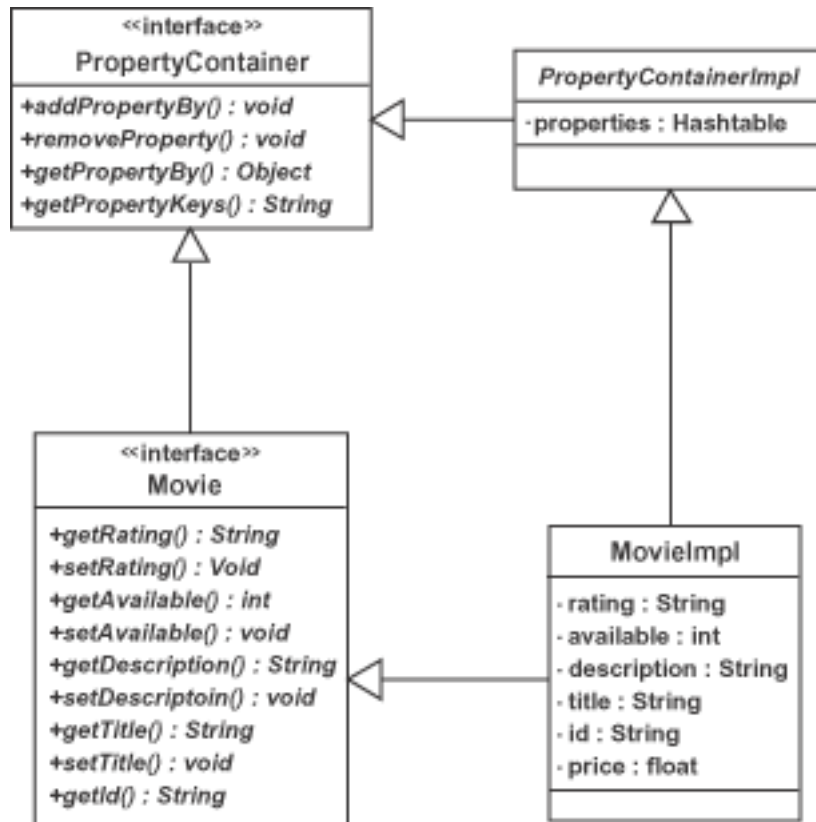 <<interface>>
PropertyContainer
+addPropertyBy() : void
+removeProperty() : void
+getPropertyBy() : Object
+getPropertyKeys() : String
PropertyContainerImpl
-properties : Hashtable
<<interface>>
Movie
+getRating() : String
+setRating() : Void
+getAvailable() : int
+setAvailable() : void
+getDescription() : String
+setDescriptoin() : void
+getTitle() : String
+setTitle() : void
+getId() : String
MovieImpl
- rating : String
- available : int
- description : String
- title : String
- id : String
- price : float